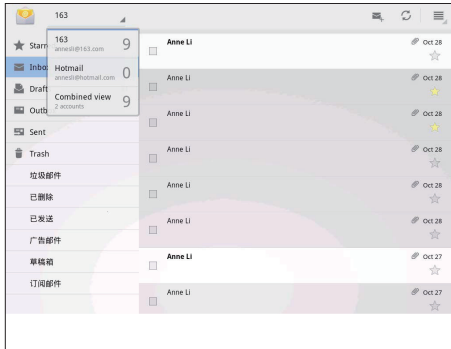 163
163
annesli@163.com
9
Hotmail
annesli@hotmail.com
0
Combined view
2 accounts
9
Starr
Inbo
Draft
Outb
Sent
Trash
垃圾邮件
已删除
已发送
广告邮件
草稿箱
订阅邮件
Anne Li
Oct 28
Anne Li
Oct 28
Anne Li
Oct 28
Anne Li
Oct 28
Anne Li
Oct 28
Anne Li
Oct 28
Anne Li
Oct 27
Anne Li
Oct 27